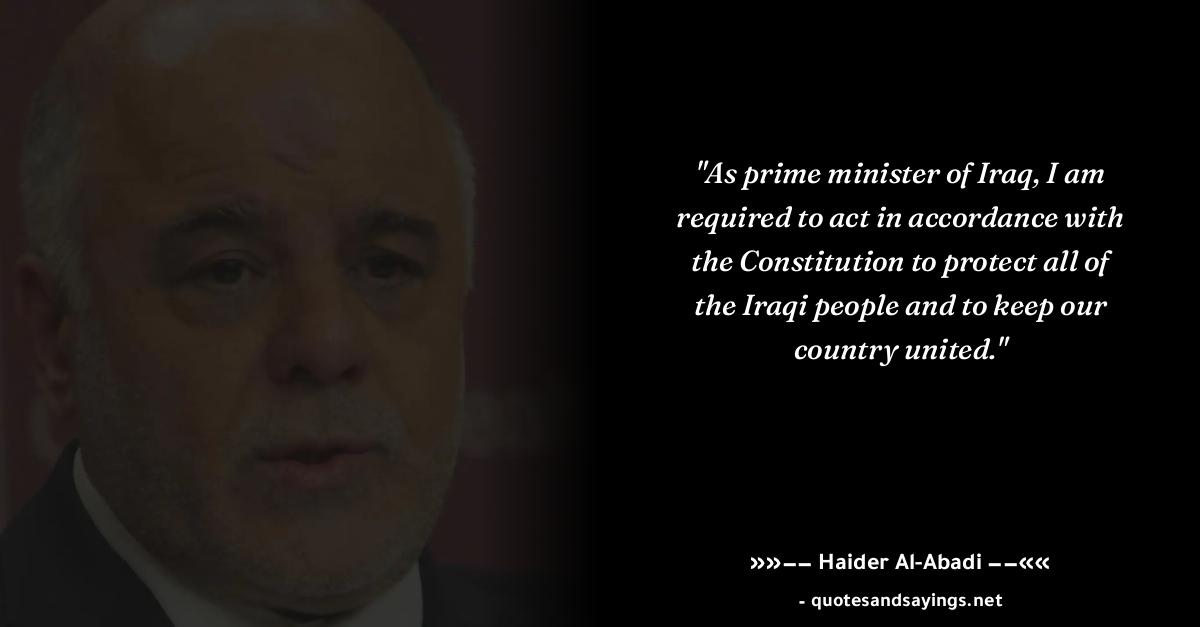 "As prime minister of Iraq, I am
required to act in accordance with
the Constitution to protect all of
the Iraqi people and to keep our
country united."
»»–– Haider Al-Abadi ––««
- quotesandsayings.net